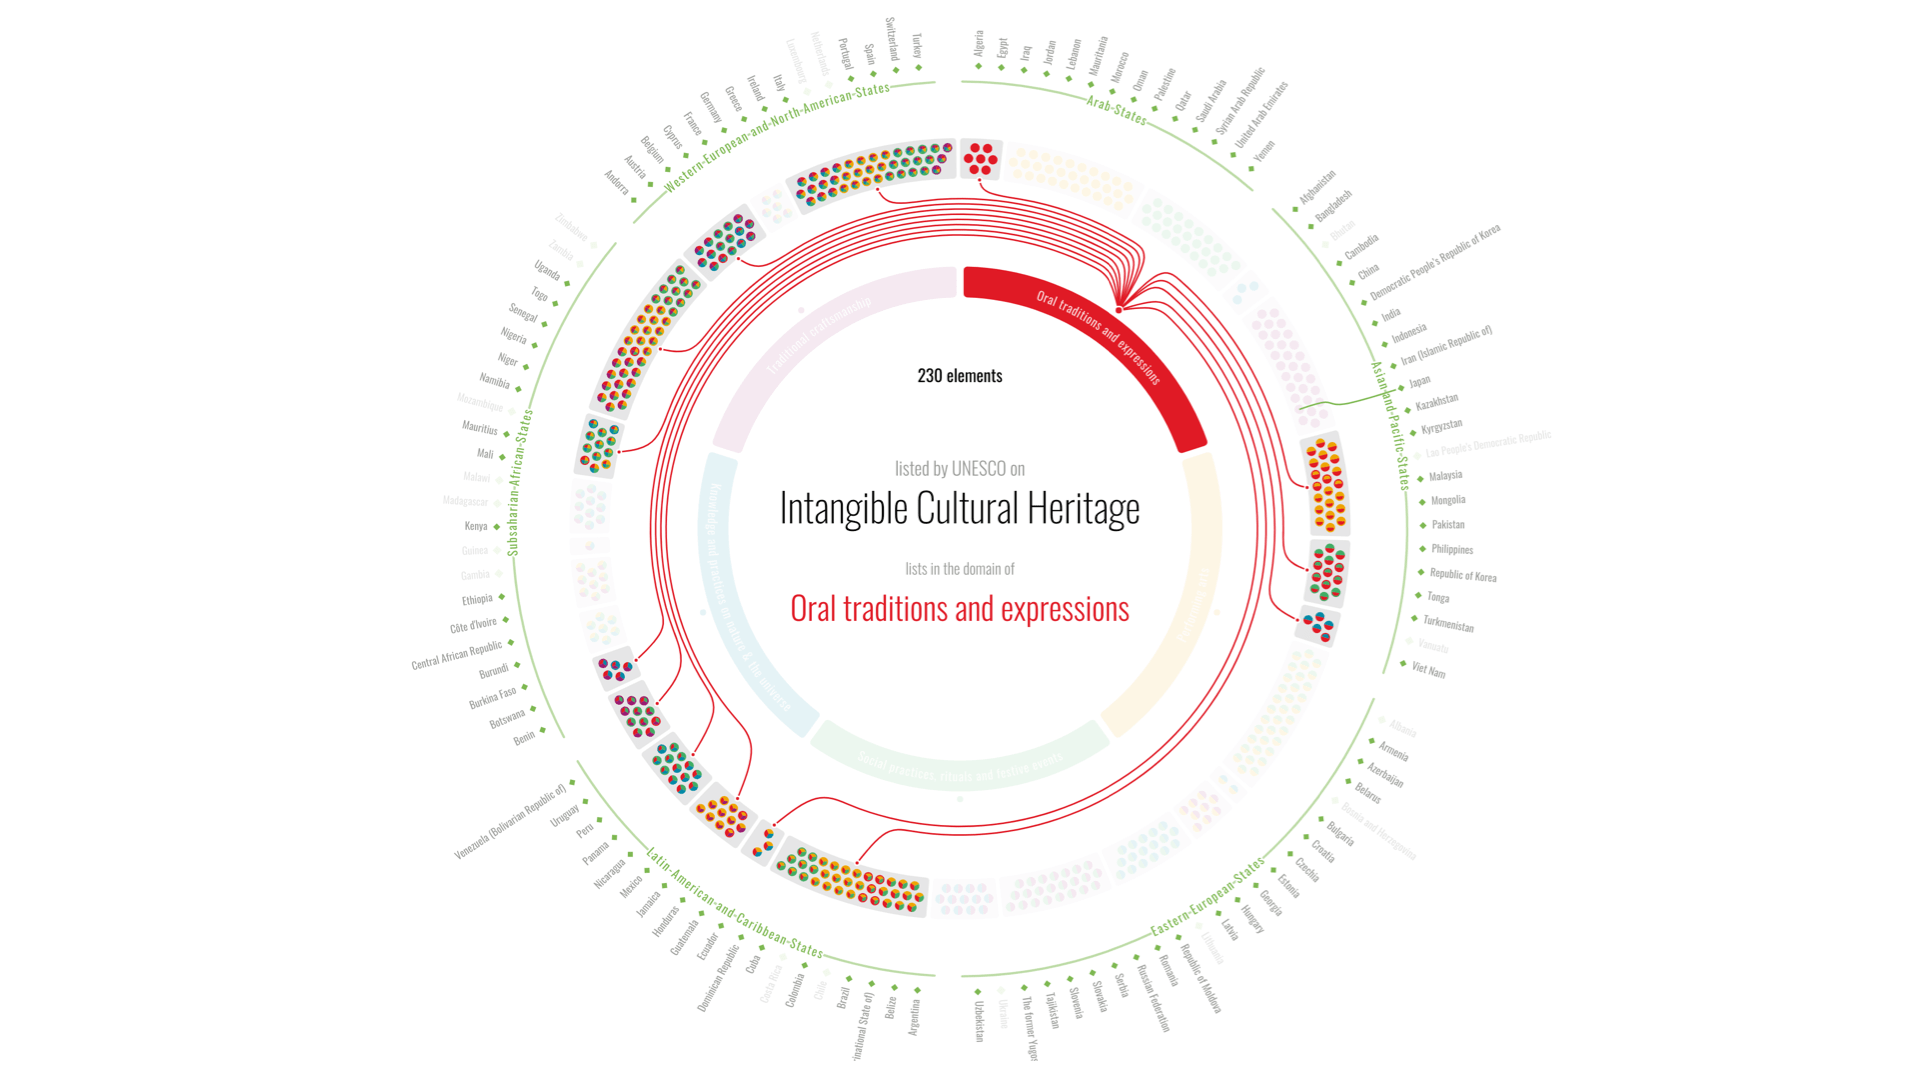 230 elements
listed by UNESCO on
Intangible Cultural Heritage
lists in the domain of
Oral traditions and expressions
Oral traditions and expressions
Performing arts
Social practices, rituals and festive events
Knowledge and practices on nature & the universe
Traditional craftsmanship
Arab-States
Algeria
Egypt
Iraq
Jordan
Lebanon
Mauritania
Morocco
Oman
Palestine
Qatar
Saudi Arabia
Syrian Arab Republic
United Arab Emirates
Yemen
Asian-and-Pacific-States
Afghanistan
Bangladesh
Bhutan
Cambodia
China
Democratic People's Republic of Korea
India
Indonesia
Iran (Islamic Republic of)
Japan
Kazakhstan
Kyrgyzstan
Lao People's Democratic Republic
Malaysia
Mongolia
Pakistan
Philippines
Republic of Korea
Tonga
Turkmenistan
Vanuatu
Viet Nam
Eastern-European-States
Albania
Armenia
Azerbaijan
Belarus
Bosnia and Herzegovina
Bulgaria
Croatia
Czechia
Estonia
Georgia
Hungary
Latvia
Lithuania
Republic of Moldova
Romania
Russian Federation
Serbia
Slovakia
Slovenia
Tajikistan
The former Yugos
Ukraine
Uzbekistan
Latin-American-and-Caribbean-States
Argentina
Belize
inational State of)
Brazil
Chile
Colombia
Costa Rica
Cuba
Dominican Republic
Ecuador
Guatemala
Honduras
Jamaica
Mexico
Nicaragua
Panama
Peru
Uruguay
Venezuela (Bolivarian Republic of)
Subsaharian-African-States
Benin
Botswana
Burkina Faso
Burundi
Central African Republic
Côte d'Ivoire
Ethiopia
Gambia
Guinea
Kenya
Madagascar
Malawi
Mali
Mauritius
Mozambique
Namibia
Niger
Nigeria
Senegal
Togo
Uganda
Zambia
Zimbabwe
Western-European-and-North-American-States
Andorra
Austria
Belgium
Cyprus
France
Germany
Greece
Ireland
Italy
Luxembourg
Netherlands
Portugal
Spain
Switzerland
Turkey